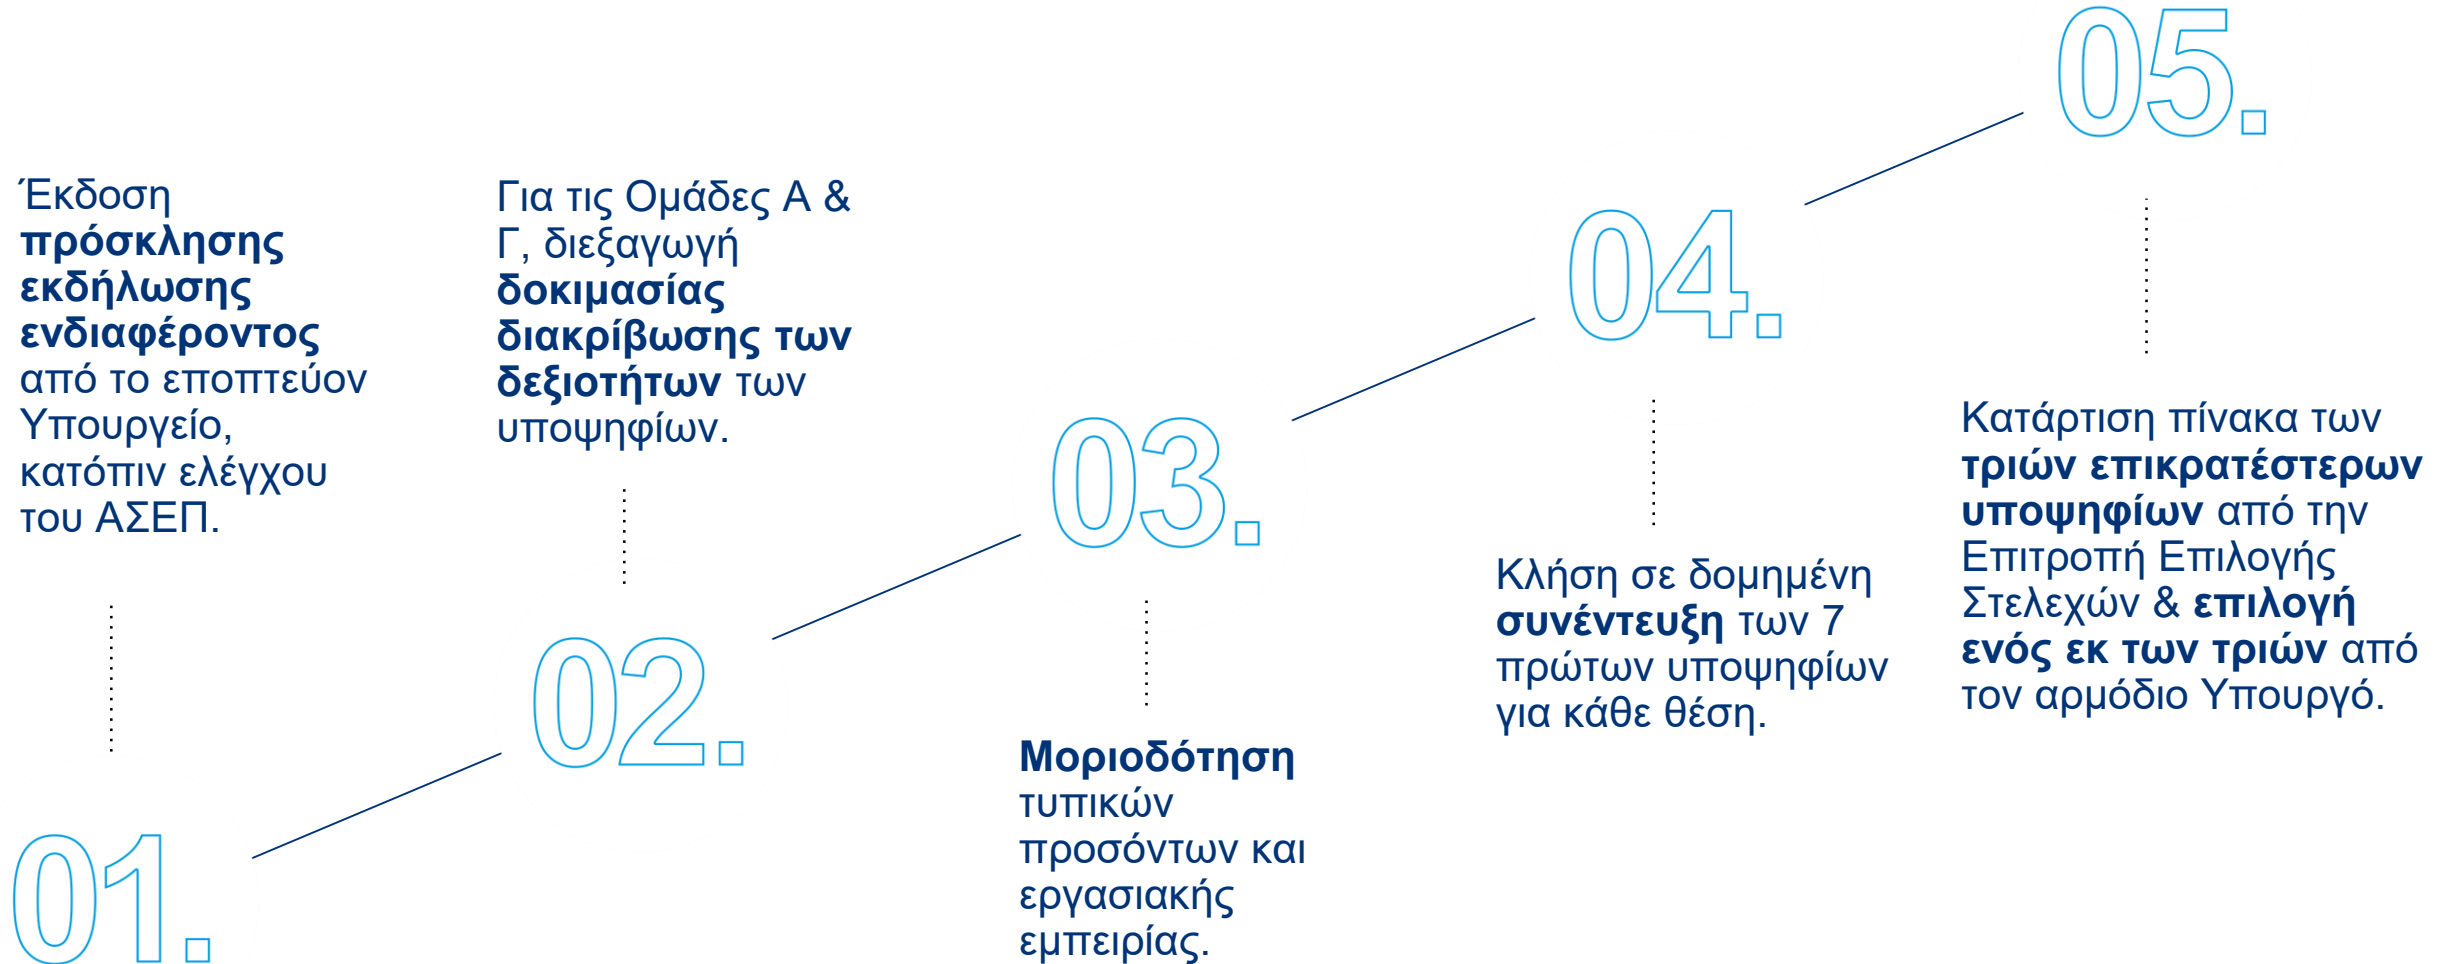 01.
Έκδοση
πρόσκλησης
εκδήλωσης
ενδιαφέροντος
από το εποπτεύον
Υπουργείο,
κατόπιν ελέγχου
του ΑΣΕΠ.
02.
Για τις Ομάδες Α &
Γ, διεξαγωγή
δοκιμασίας
διακρίβωσης των
δεξιοτήτων των
υποψηφίων.
03.
Μοριοδότηση
τυπικών
προσόντων και
εργασιακής
εμπειρίας.
04.
Κλήση σε δομημένη
συνέντευξη των 7
πρώτων υποψηφίων
για κάθε θέση.
05.
Κατάρτιση πίνακα των
τριών επικρατέστερων
υποψηφίων από την
Επιτροπή Επιλογής
Στελεχών & επιλογή
ενός εκ των τριών από
τον αρμόδιο Υπουργό.